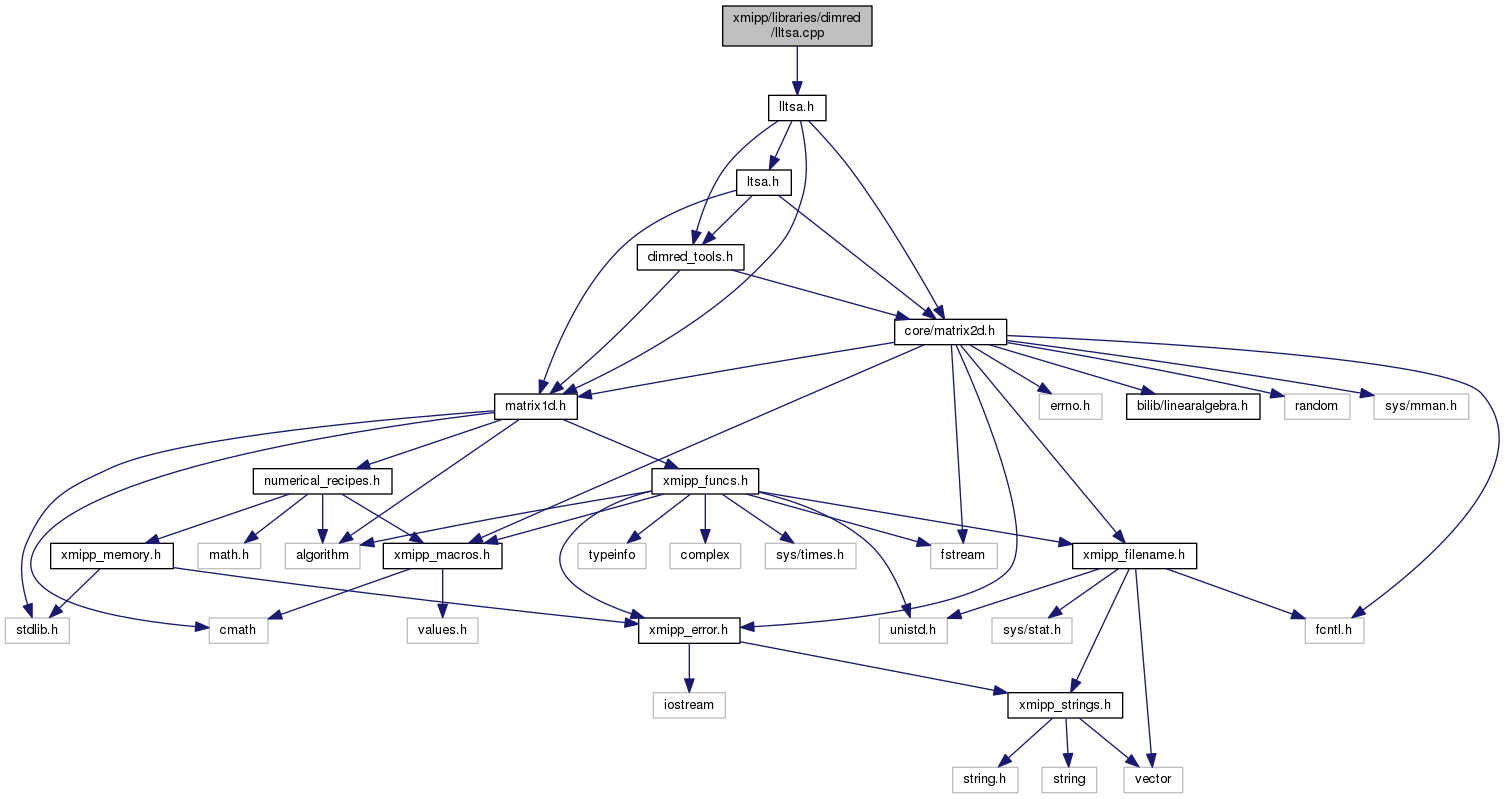 xmipp/libraries/dimred
/lltsa.cpp
lltsa.h
ltsa.h
dimred_tools.h
core/matrix2d.h
matrix1d.h
errno.h
bilib/linearalgebra.h
random
sys/mman.h
numerical_recipes.h
xmipp_funcs.h
xmipp_memory.h
math.h
algorithm
xmipp_macros.h
typeinfo
complex
sys/times.h
fstream
xmipp_filename.h
stdlib.h
cmath
values.h
xmipp_error.h
unistd.h
sys/stat.h
fcntl.h
iostream
xmipp_strings.h
string.h
string
vector